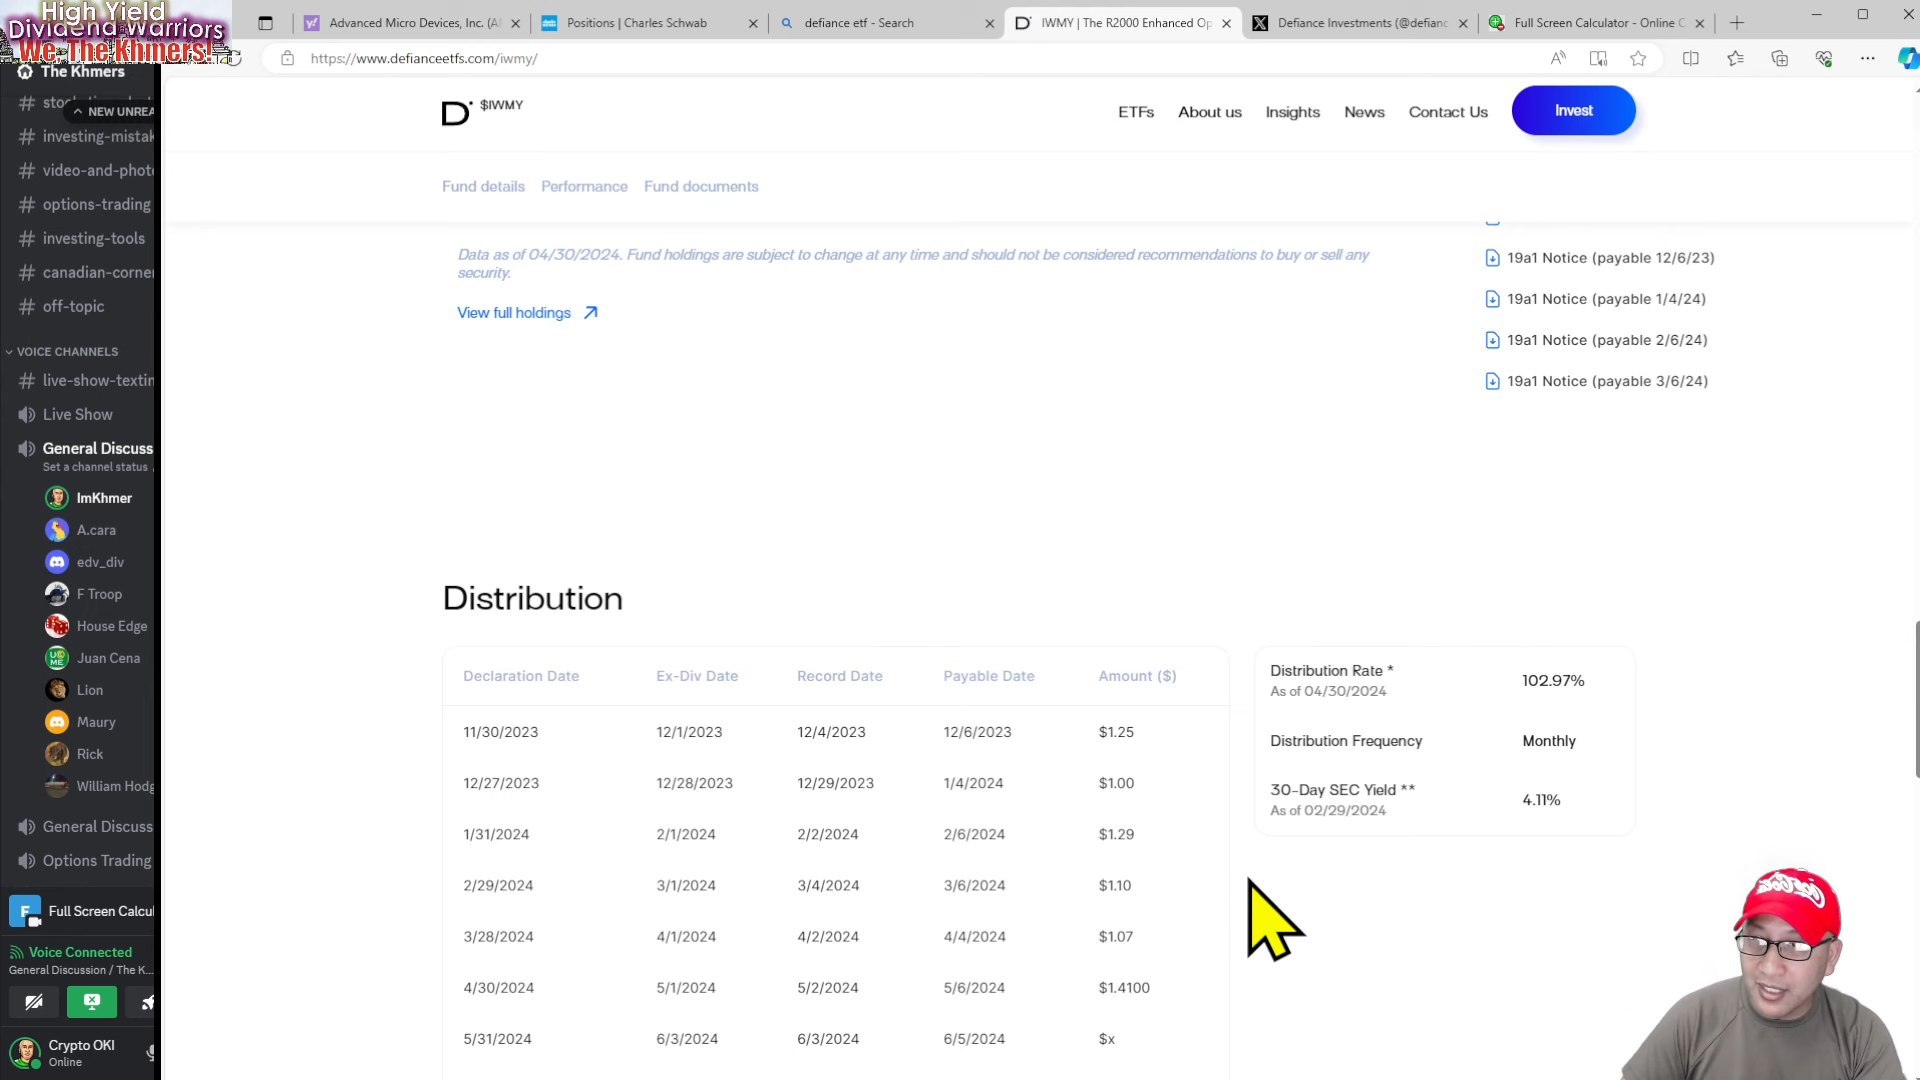 High Yield
Dividend Warriors
We The Khmers!
The Khmers
NEW UNREA
investing-mistak
video-and-phot
options-trading
investing-tools
canadian-corner
off-topic
VOICE CHANNELS
live-show-textin
Live Show
General Discuss
Set a channel status
ImKhmer
A.cara
edv_div
F Troop
House Edge
Juan Cena
Lion
Maury
Rick
William Hodg
General Discuss
Options Trading
F Full Screen Calcul
Voice Connected
General Discussion / The K...
Crypto OKI
Online
Advanced Micro Devices, Inc. (A
Positions | Charles Schwab
defiance etf - Search
IWMY | The R2000 Enhanced Op
Defiance Investments (@defianc
Full Screen Calculator - Online C
https://www.defianceetfs.com/iwmy/
D $IWMY
ETFs About us Insights News Contact Us Invest
Fund details Performance Fund documents
Data as of 04/30/2024. Fund holdings are subject to change at any time and should not be considered recommendations to buy or sell any
security.
View full holdings
19a1 Notice (payable 12/6/23)
19a1 Notice (payable 1/4/24)
19a1 Notice (payable 2/6/24)
19a1 Notice (payable 3/6/24)
Distribution
Declaration Date Ex-Div Date Record Date Payable Date Amount ($)
11/30/2023 12/1/2023 12/4/2023 12/6/2023 $1.25
12/27/2023 12/28/2023 12/29/2023 1/4/2024 $1.00
1/31/2024 2/1/2024 2/2/2024 2/6/2024 $1.29
2/29/2024 3/1/2024 3/4/2024 3/6/2024 $1.10
3/28/2024 4/1/2024 4/2/2024 4/4/2024 $1.07
4/30/2024 5/1/2024 5/2/2024 5/6/2024 $1.4100
5/31/2024 6/3/2024 6/3/2024 6/5/2024 $x
Distribution Rate * 102.97%
As of 04/30/2024
Distribution Frequency Monthly
30-Day SEC Yield ** 4.11%
As of 02/29/2024